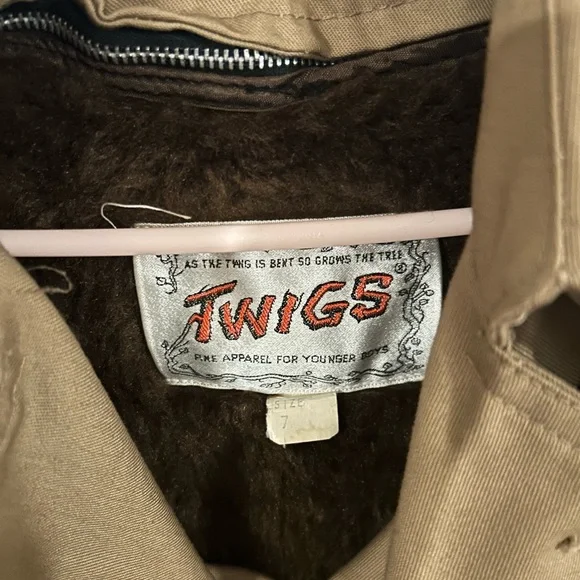 AS THE TWIG IS BENT SO GROWS THE TREE
®
TWIGS
FINE APPAREL FOR YOUNGER BOYS
SIZE
7